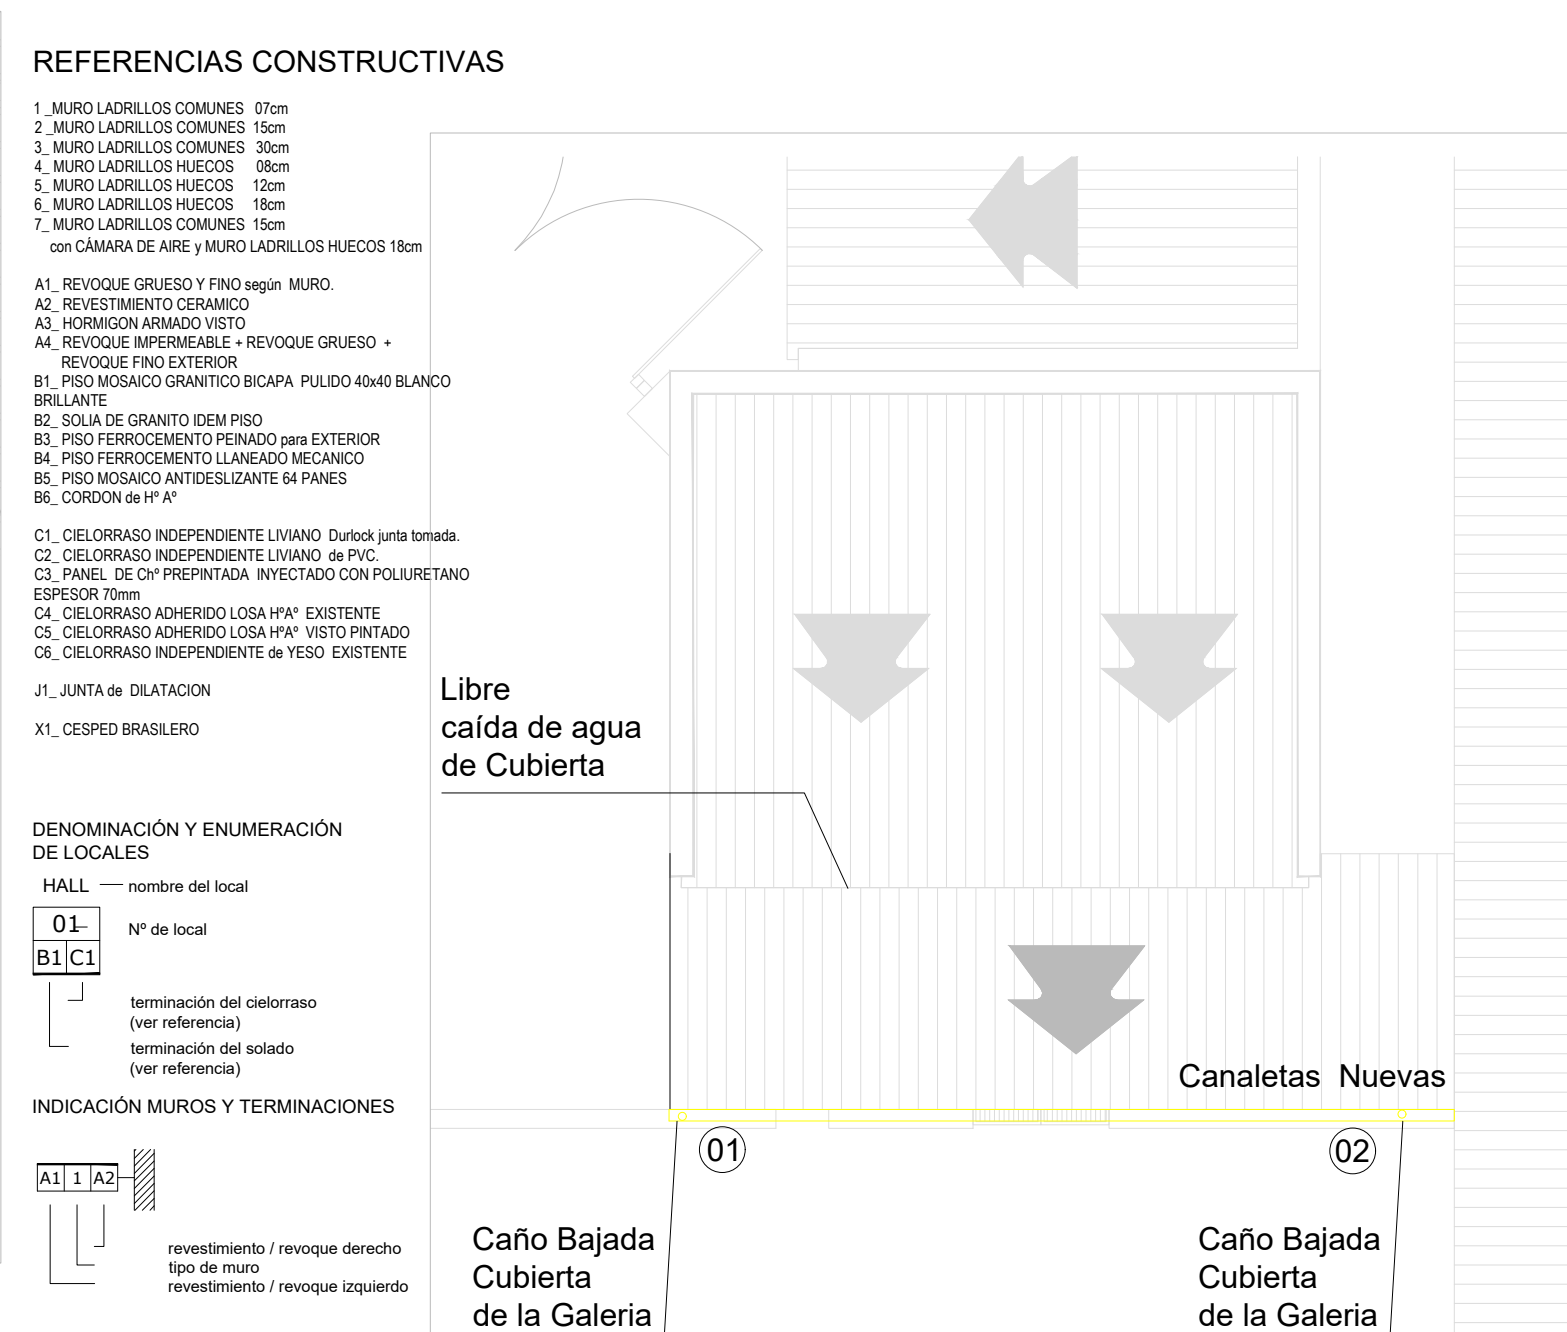 REFERENCIAS CONSTRUCTIVAS
1 _MURO LADRILLOS COMUNES 07cm
2 _MURO LADRILLOS COMUNES 15cm
3_ MURO LADRILLOS COMUNES 30cm
4_ MURO LADRILLOS HUECOS 08cm
5_ MURO LADRILLOS HUECOS 12cm
6_ MURO LADRILLOS HUECOS 18cm
7_ MURO LADRILLOS COMUNES 15cm
con CÁMARA DE AIRE y MURO LADRILLOS HUECOS 18cm
A1_ REVOQUE GRUESO Y FINO según MURO.
A2_ REVESTIMIENTO CERAMICO
A3_ HORMIGON ARMADO VISTO
A4_ REVOQUE IMPERMEABLE + REVOQUE GRUESO +
REVOQUE FINO EXTERIOR
B1_ PISO MOSAICO GRANITICO BICAPA PULIDO 40x40 BLANCO
BRILLANTE
B2_ SOLIA DE GRANITO IDEM PISO
B3_ PISO FERROCEMENTO PEINADO para EXTERIOR
B4_ PISO FERROCEMENTO LLANEADO MECANICO
B5_ PISO MOSAICO ANTIDESLIZANTE 64 PANES
B6_ CORDON de Hº Aº
C1_ CIELORRASO INDEPENDIENTE LIVIANO Durlock junta tomada.
C2_ CIELORRASO INDEPENDIENTE LIVIANO de PVC.
C3_ PANEL DE Chº PREPINTADA INYECTADO CON POLIURETANO
ESPESOR 70mm
C4_ CIELORRASO ADHERIDO LOSA HºAº EXISTENTE
C5_ CIELORRASO ADHERIDO LOSA HºAº VISTO PINTADO
C6_ CIELORRASO INDEPENDIENTE de YESO EXISTENTE
J1_ JUNTA de DILATACION
X1_ CESPED BRASILERO
DENOMINACIÓN Y ENUMERACIÓN
DE LOCALES
HALL
nombre del local
01
Nº de local
B1 C1
terminación del cielorraso
(ver referencia)
terminación del solado
(ver referencia)
INDICACIÓN MUROS Y TERMINACIONES
A1 1 A2
revestimiento / revoque derecho
tipo de muro
revestimiento / revoque izquierdo
Libre
caída de agua
de Cubierta
Canaletas Nuevas
01
02
Caño Bajada
Cubierta
de la Galeria
Caño Bajada
Cubierta
de la Galeria